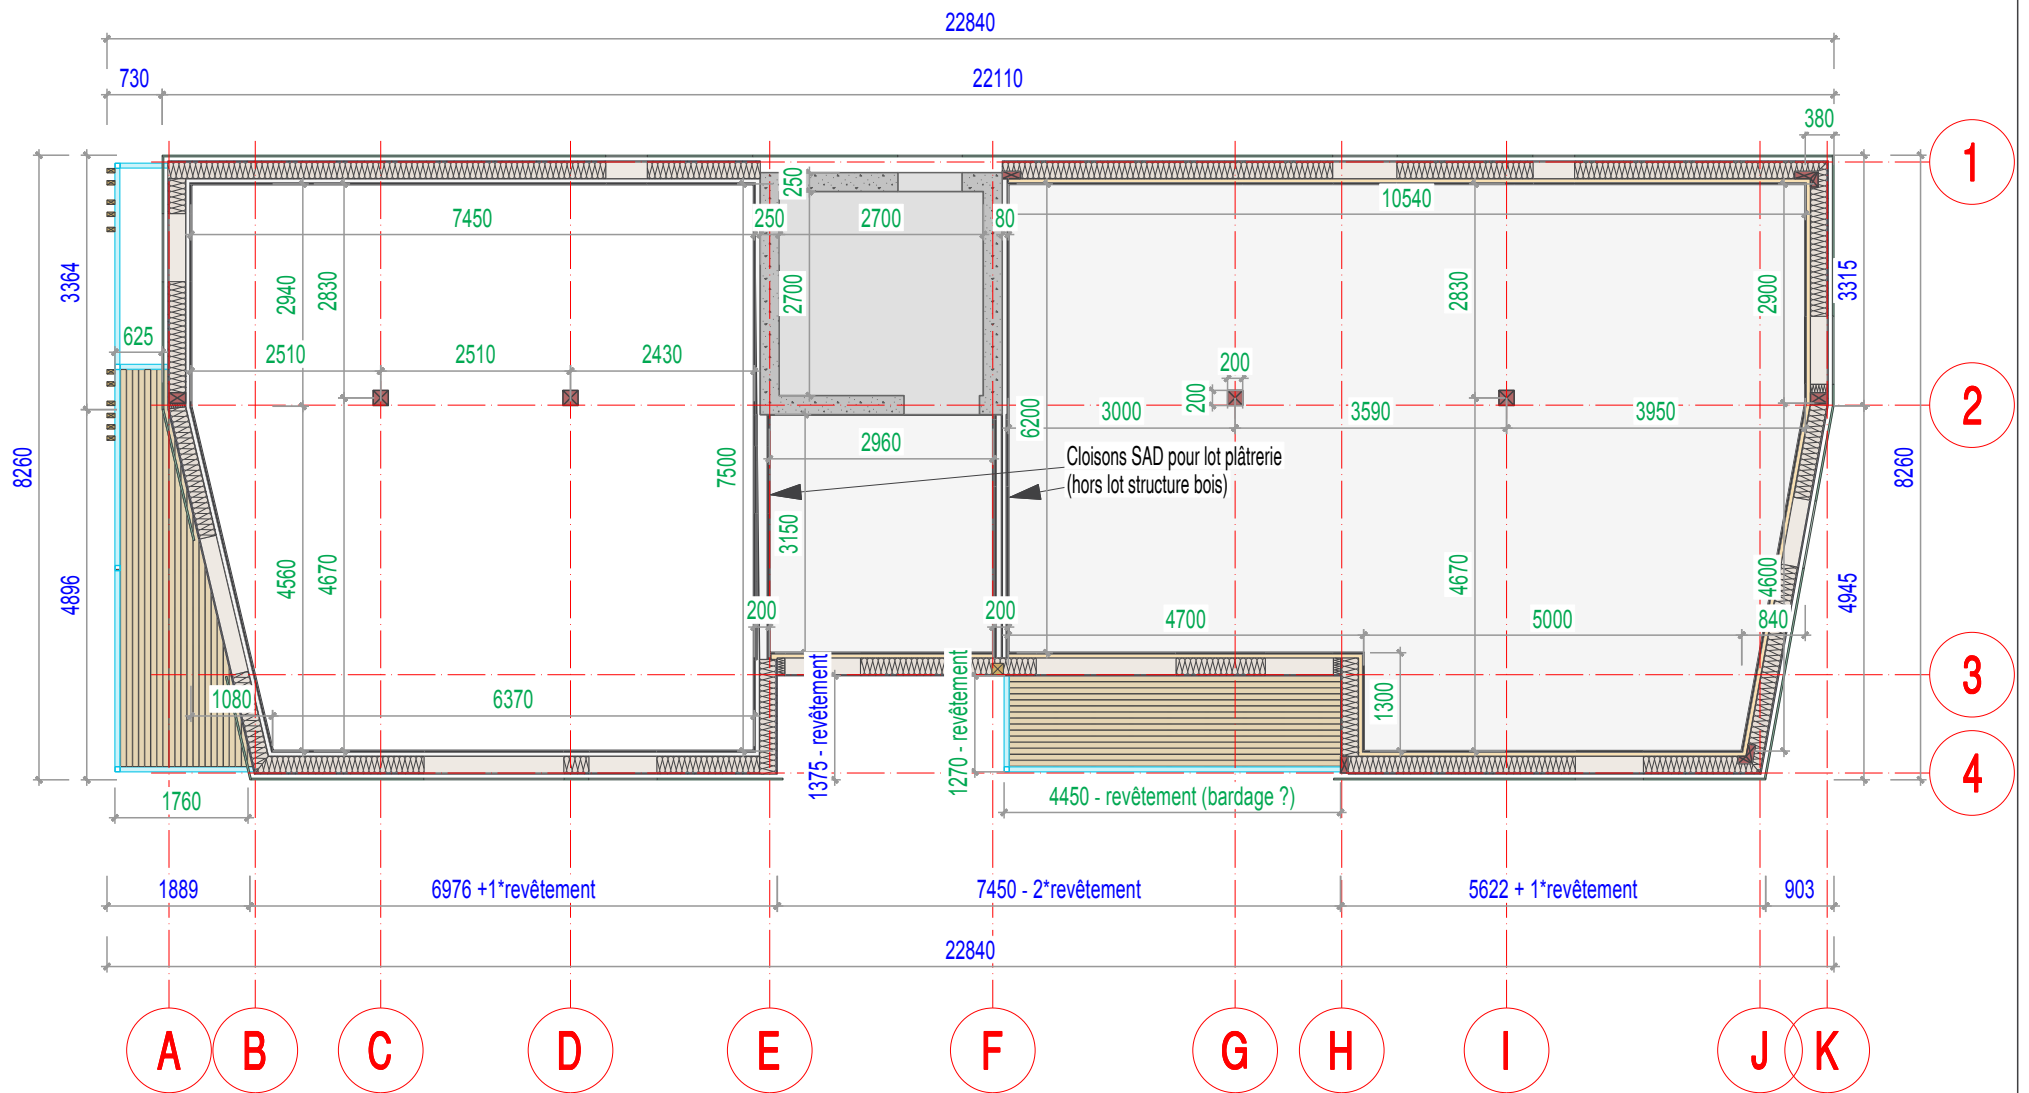 22840
730
22110
380
1
250
10540
7450
250
2700
80
3364
2940
2830
2700
2830
2900
3315
625
2510
2510
2430
200
200
2
3000
3590
3950
6200
2960
Cloisons SAD pour lot plâtrerie
(hors lot structure bois)
8260
7500
8260
3150
4896
4560
4670
4670
4600
4945
200
200
4700
5000
840
3
1080
6370
1375 - revêtement
1270 - revêtement
1300
4
1760
4450 - revêtement (bardage ?)
1889
6976 +1*revêtement
7450 - 2*revêtement
5622 + 1*revêtement
903
22840
A
B
C
D
E
F
G
H
I
J
K